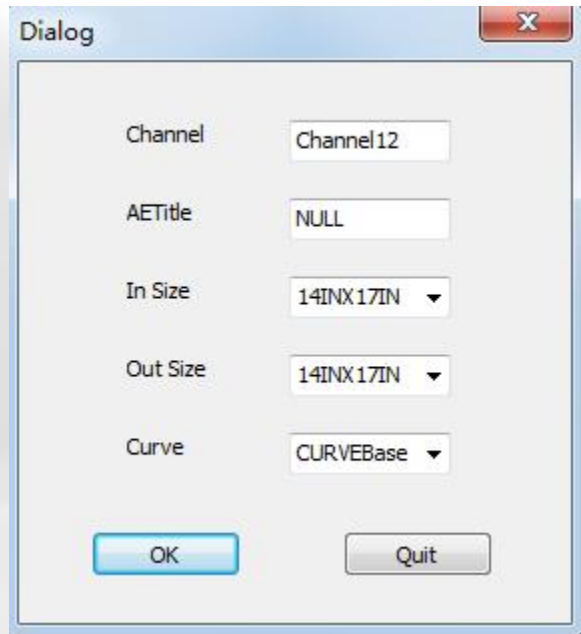 Dialog
Channel Channel12
AETitle NULL
In Size 14INX17IN
Out Size 14INX17IN
Curve CURVEBase
OK Quit